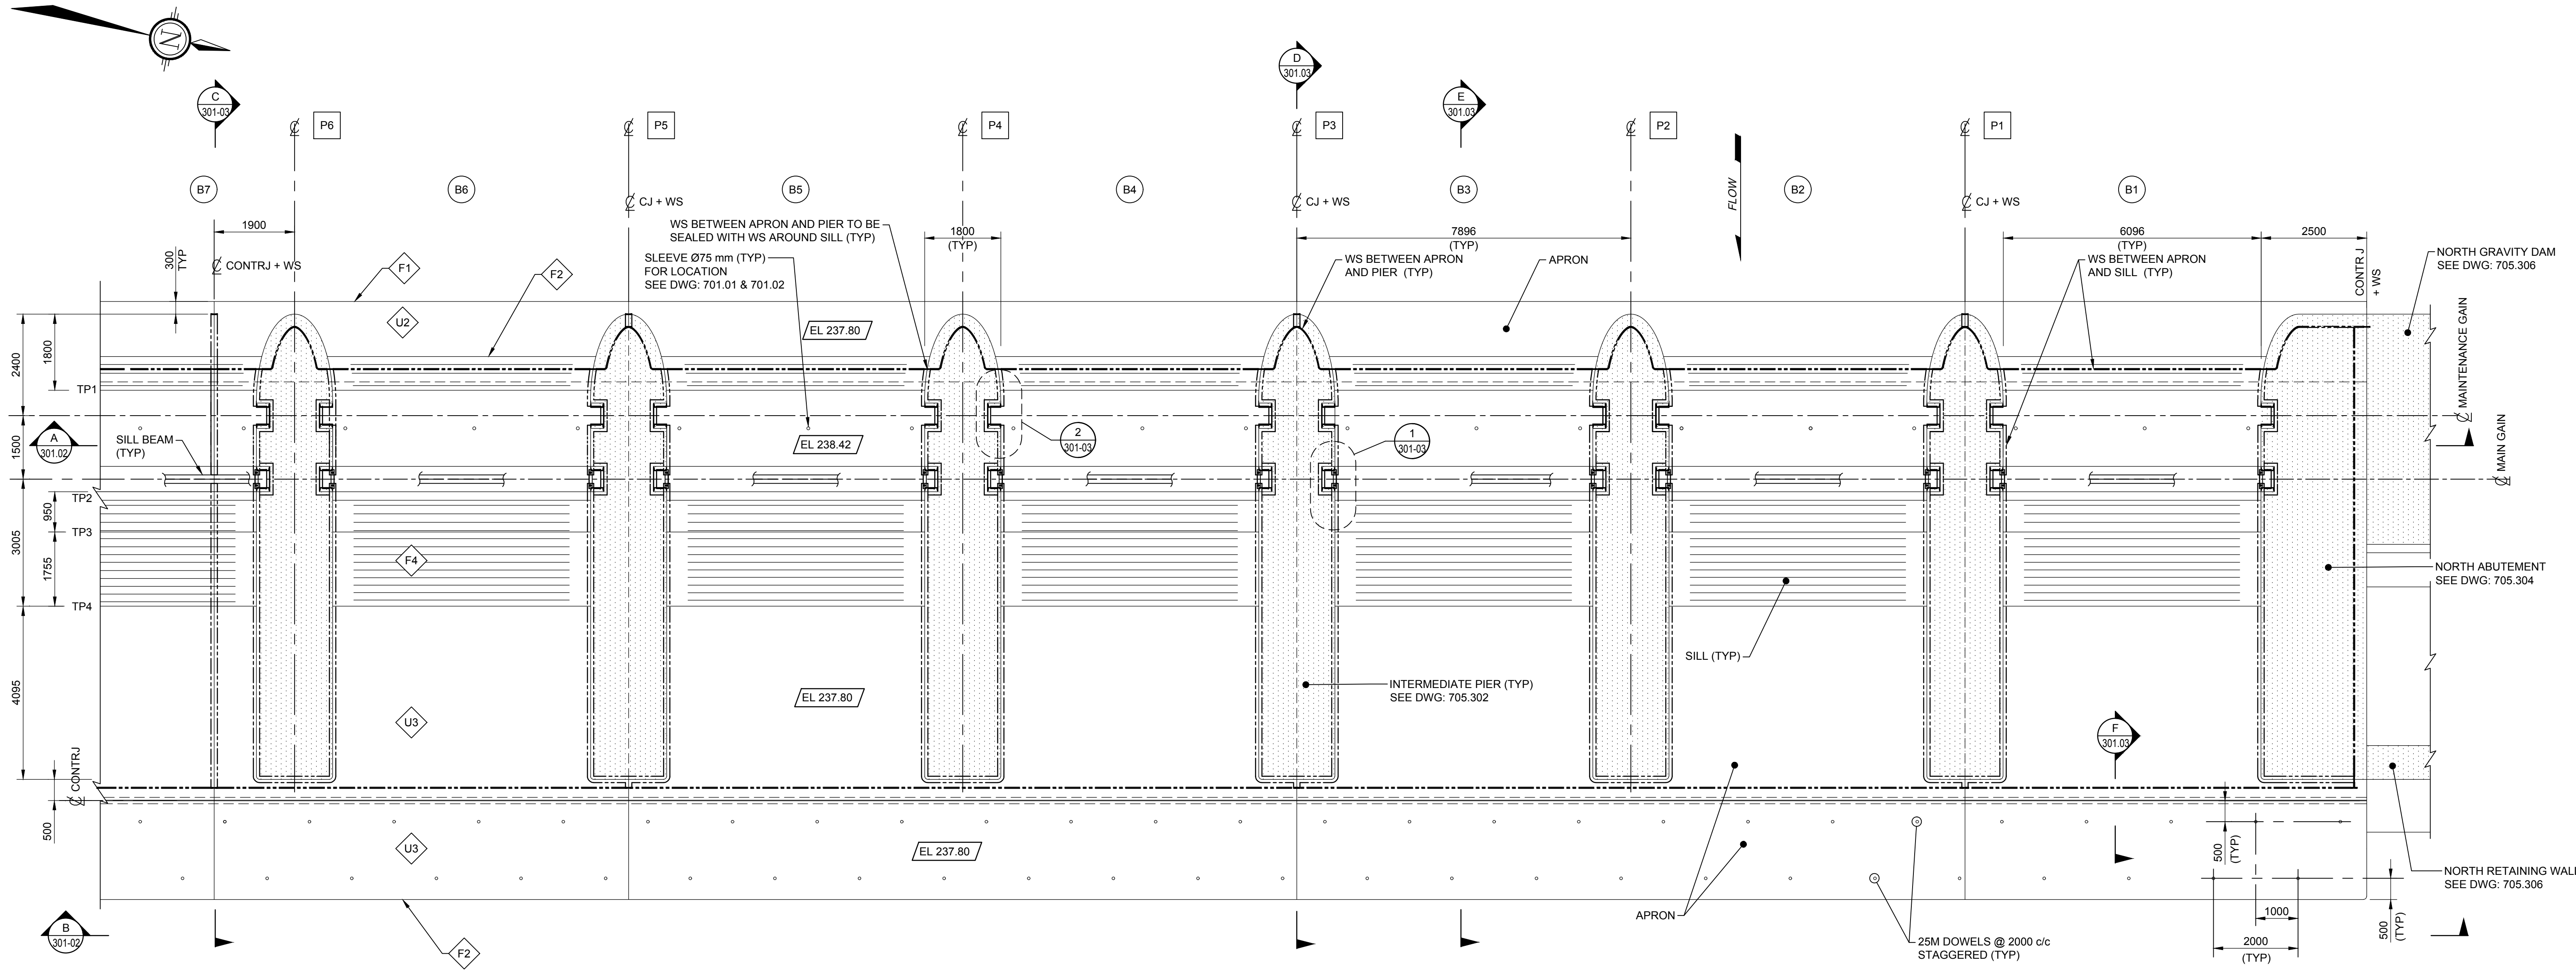 N
D
301.03
C
301-03
E
301.03
P6
P5
P4
P3
P2
P1
B7
B6
B5
B4
B3
B2
B1
FLOW
CJ + WS
CJ + WS
CJ + WS
1900
WS BETWEEN APRON AND PIER TO BE
SEALED WITH WS AROUND SILL (TYP)
1800
(TYP)
7896
(TYP)
6096
(TYP)
2500
300
TYP
CONTRJ + WS
F1
F2
SLEEVE Ø75 mm (TYP)
FOR LOCATION
SEE DWG: 701.01 & 701.02
WS BETWEEN APRON
AND PIER (TYP)
APRON
WS BETWEEN APRON
AND SILL (TYP)
CONTR J
+ WS
NORTH GRAVITY DAM
SEE DWG: 705.306
U2
EL 237.80
2400
1800
TP1
MAINTENANCE GAIN
A
301.02
1500
SILL BEAM
(TYP)
EL 238.42
2
301-03
1
301-03
MAIN GAIN
TP2
950
TP3
3005
1755
F4
TP4
NORTH ABUTEMENT
SEE DWG: 705.304
SILL (TYP)
4095
EL 237.80
INTERMEDIATE PIER (TYP)
SEE DWG: 705.302
U3
F
301.03
CONTRJ
500
U3
EL 237.80
500
(TYP)
NORTH RETAINING WALL
SEE DWG: 705.306
B
301-02
F2
APRON
25M DOWELS @ 2000 c/c
STAGGERED (TYP)
1000
2000
(TYP)
500
(TYP)